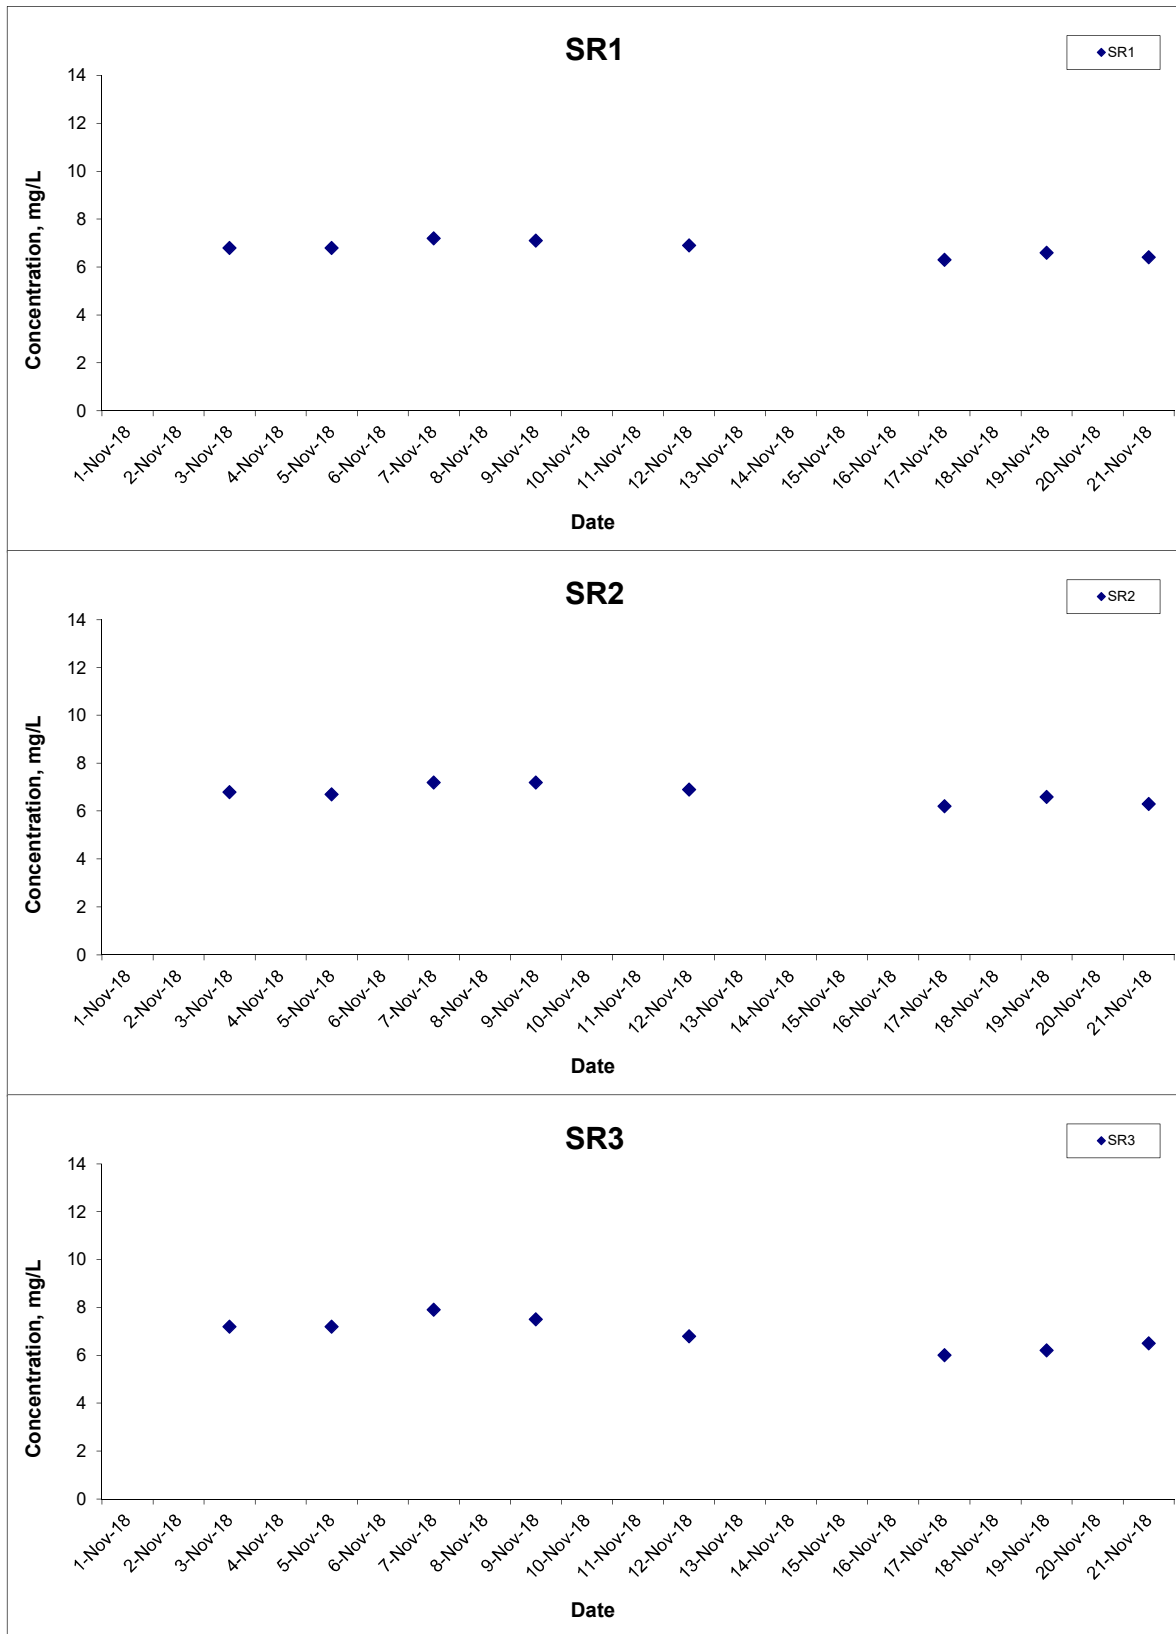 SR1
SR1
14
12
10
8
6
4
2
0
Concentration, mg/L
1-Nov-18
2-Nov-18
3-Nov-18
4-Nov-18
5-Nov-18
6-Nov-18
7-Nov-18
8-Nov-18
9-Nov-18
10-Nov-18
11-Nov-18
12-Nov-18
13-Nov-18
14-Nov-18
15-Nov-18
16-Nov-18
17-Nov-18
18-Nov-18
19-Nov-18
20-Nov-18
21-Nov-18
Date
SR2
SR2
14
12
10
8
6
4
2
0
Concentration, mg/L
1-Nov-18
2-Nov-18
3-Nov-18
4-Nov-18
5-Nov-18
6-Nov-18
7-Nov-18
8-Nov-18
9-Nov-18
10-Nov-18
11-Nov-18
12-Nov-18
13-Nov-18
14-Nov-18
15-Nov-18
16-Nov-18
17-Nov-18
18-Nov-18
19-Nov-18
20-Nov-18
21-Nov-18
Date
SR3
SR3
14
12
10
8
6
4
2
0
Concentration, mg/L
1-Nov-18
2-Nov-18
3-Nov-18
4-Nov-18
5-Nov-18
6-Nov-18
7-Nov-18
8-Nov-18
9-Nov-18
10-Nov-18
11-Nov-18
12-Nov-18
13-Nov-18
14-Nov-18
15-Nov-18
16-Nov-18
17-Nov-18
18-Nov-18
19-Nov-18
20-Nov-18
21-Nov-18
Date